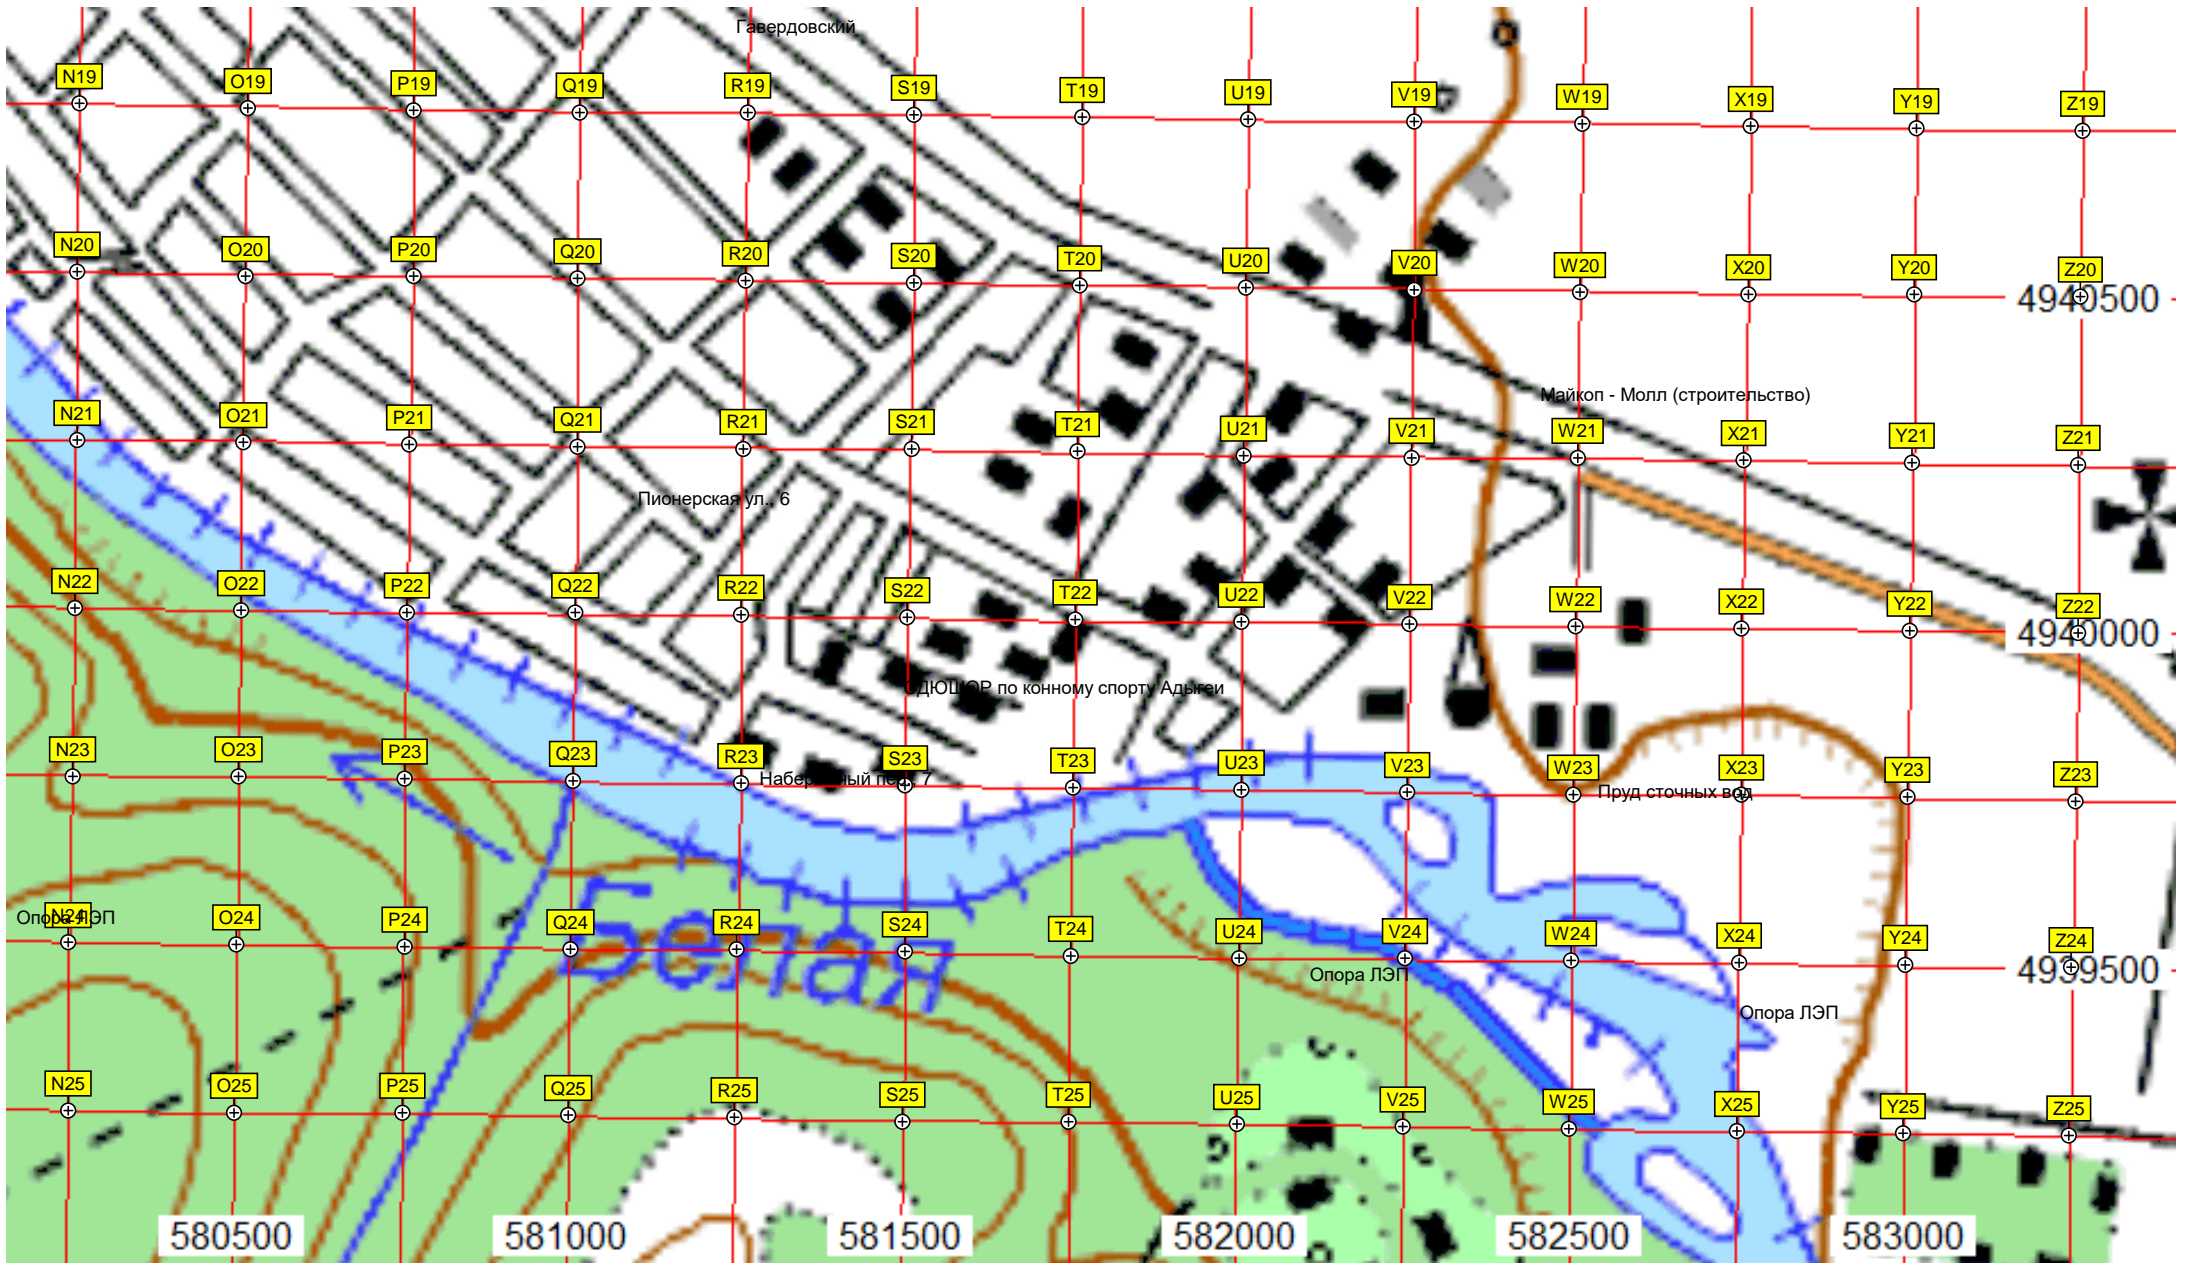 Гавердовский
N19 O19 P19 Q19 R19 S19 T19 U19 V19 W19 X19 Y19 Z19
N20 O20 P20 Q20 R20 S20 T20 U20 V20 W20 X20 Y20 Z20
4940500
Майкоп - Молл (строительство)
N21 O21 P21 Q21 R21 S21 T21 U21 V21 W21 X21 Y21 Z21
Пионерская ул., 6
N22 O22 P22 Q22 R22 S22 T22 U22 V22 W22 X22 Y22 Z22
4940000
СДЮШОР по конному спорту Адыгеи
N23 O23 P23 Q23 R23 S23 T23 U23 V23 W23 X23 Y23 Z23
Набережный пер., 7
Пруд сточных вод
Опора ЛЭП
N24 O24 P24 Q24 R24 S24 T24 U24 V24 W24 X24 Y24 Z24
Белая
Опора ЛЭП
4939500
Опора ЛЭП
N25 O25 P25 Q25 R25 S25 T25 U25 V25 W25 X25 Y25 Z25
580500 581000 581500 582000 582500 583000